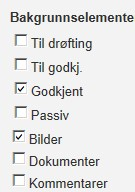 Bakgrunnselemente
Til drøfting
Til godkj.
Godkjent
Passiv
Bilder
Dokumenter
Kommentarer